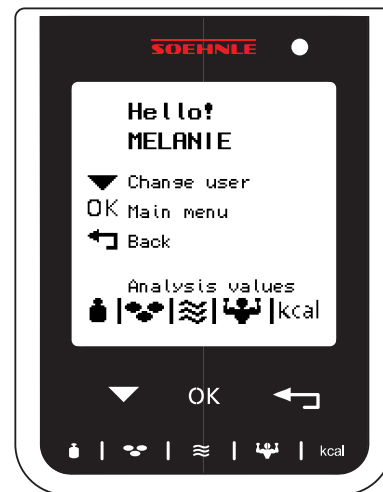 SOEHNLE
Hello!
MELANIE
Change user
OK Main menu
Back
Analysis values
kcal
OK
kcal